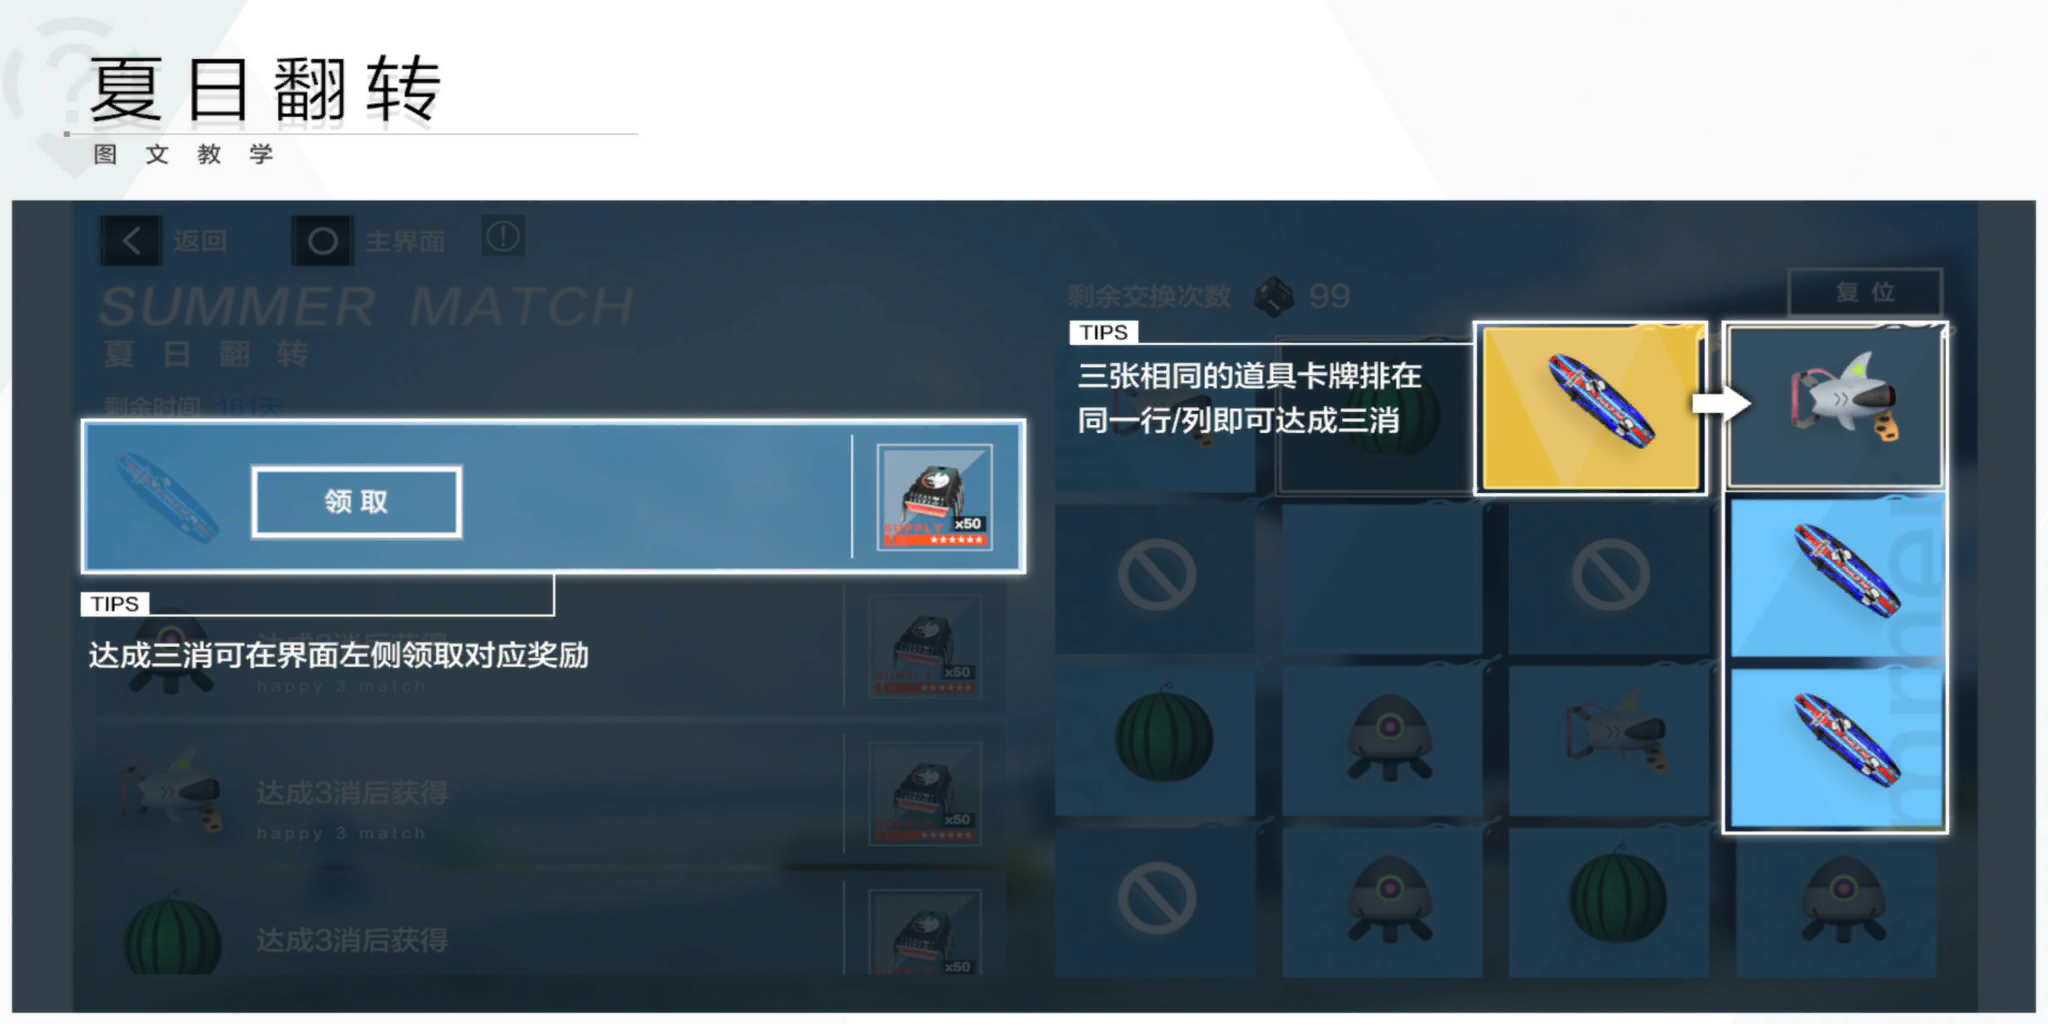 夏日翻转
图文教学
返回
主界面
SUMMER MATCH
夏日翻转
剩余时间 161天
领取
SUPPLY
x50
TIPS
达成三消可在界面左侧领取对应奖励
happy 3 match
x50
达成3消后获得
happy 3 match
x50
达成3消后获得
x50
剩余交换次数 99
复位
TIPS
三张相同的道具卡牌排在
同一行/列即可达成三消